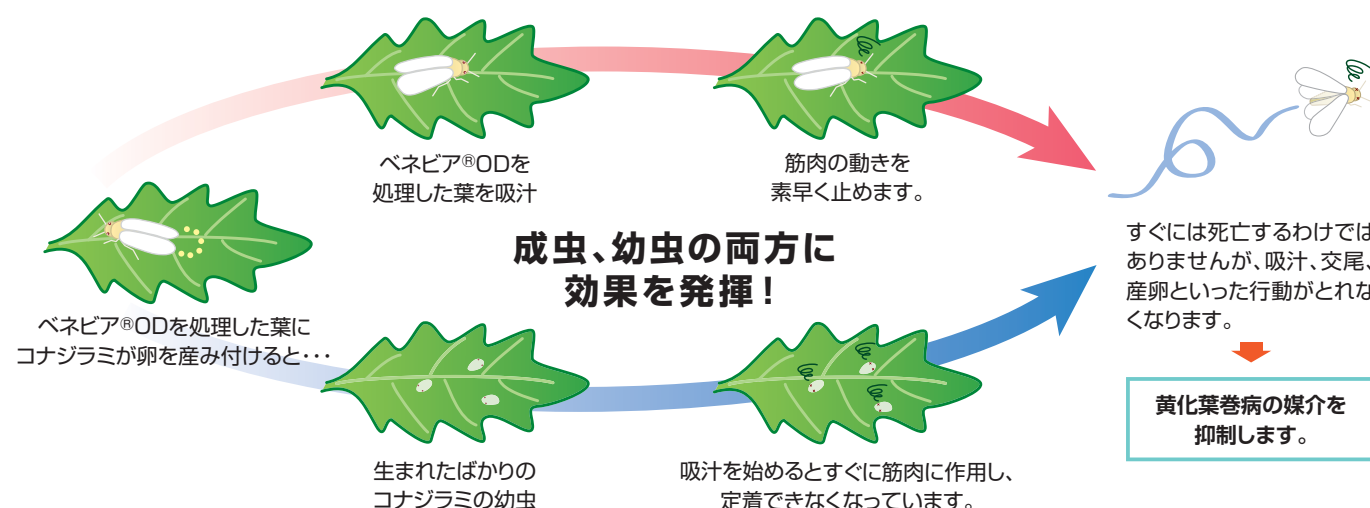 ベネビア®ODを
処理した葉を吸汁
筋肉の動きを
素早く止めます。
成虫、幼虫の両方に
効果を発揮！
ベネビア®ODを処理した葉に
コナジラミが卵を産み付けると・・・
生まれたばかりの
コナジラミの幼虫
吸汁を始めるとすぐに筋肉に作用し、
定着できなくなっています。
すぐには死亡するわけでは
ありませんが、吸汁、交尾、
産卵といった行動がとれな
くなります。
黄化葉巻病の媒介を
抑制します。